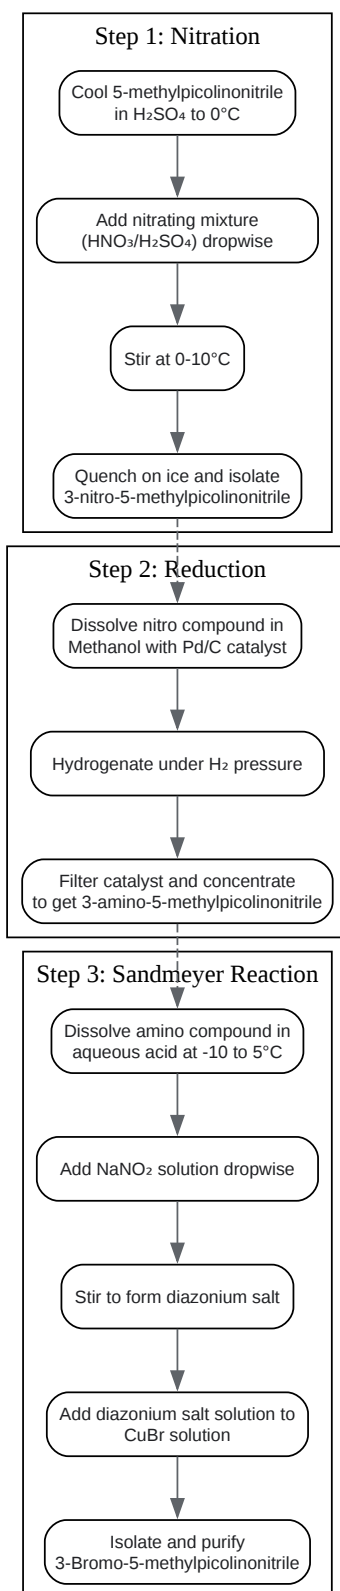 Step 1: Nitration
Cool 5-methylpicolinonitrile
in H₂SO₄ to 0°C
Add nitrating mixture
(HNO₃/H₂SO₄) dropwise
Stir at 0-10°C
Quench on ice and isolate
3-nitro-5-methylpicolinonitrile
Step 2: Reduction
Dissolve nitro compound in
Methanol with Pd/C catalyst
Hydrogenate under H₂ pressure
Filter catalyst and concentrate
to get 3-amino-5-methylpicolinonitrile
Step 3: Sandmeyer Reaction
Dissolve amino compound in
aqueous acid at -10 to 5°C
Add NaNO₂ solution dropwise
Stir to form diazonium salt
Add diazonium salt solution to
CuBr solution
Isolate and purify
3-Bromo-5-methylpicolinonitrile